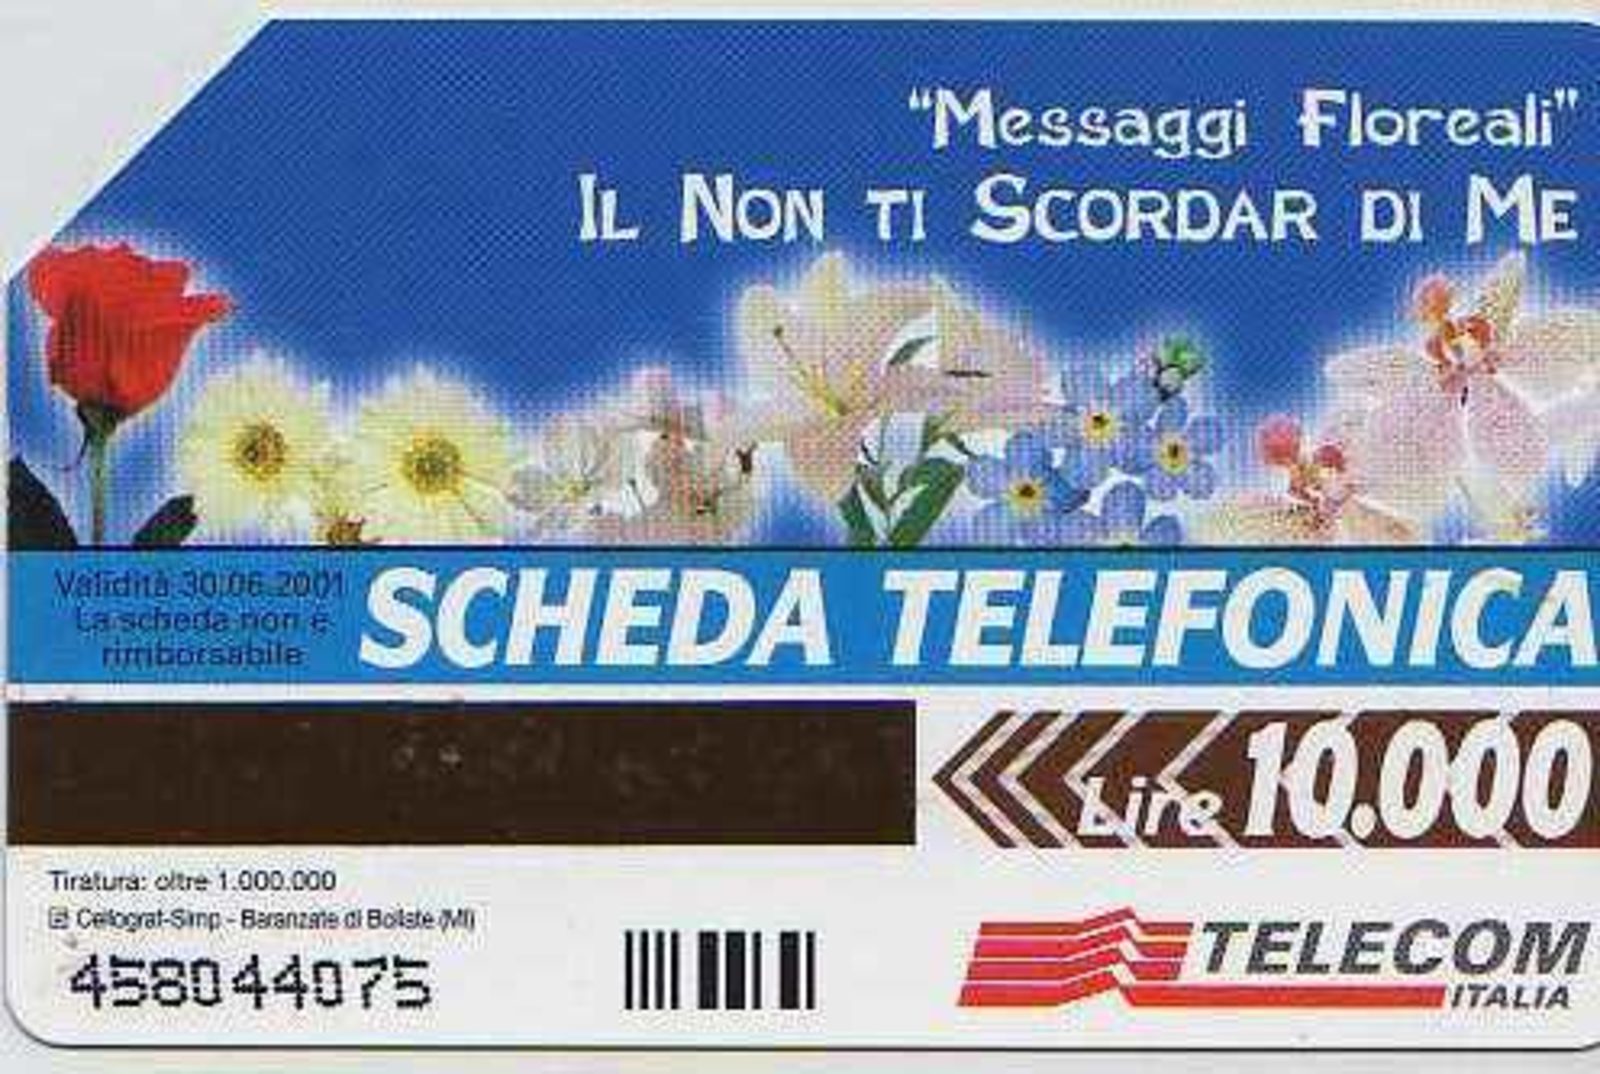 "Messaggi Floreali"
IL NON TI SCORDAR DI ME
Validità 30.06.2001
La scheda non è
rimborsabile
SCHEDA TELEFONICA
Lire 10.000
Tiratura: oltre 1.000.000
Cellograf-Simp - Baranzate di Bollate (MI)
458044075
TELECOM
ITALIA